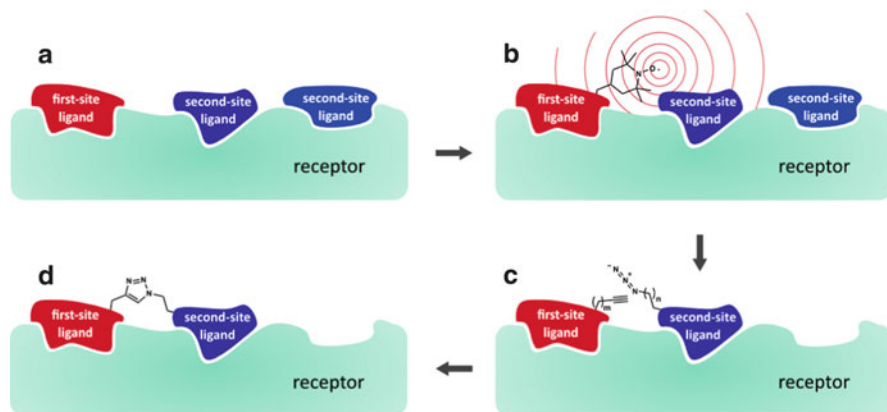 a
first-site
ligand
second-site
ligand
second-site
ligand
receptor
b
N-O·
first-site
ligand
second-site
ligand
second-site
ligand
receptor
d
N=N
N
first-site
ligand
second-site
ligand
receptor
c
- N
N +
N
m
n
first-site
ligand
second-site
ligand
receptor